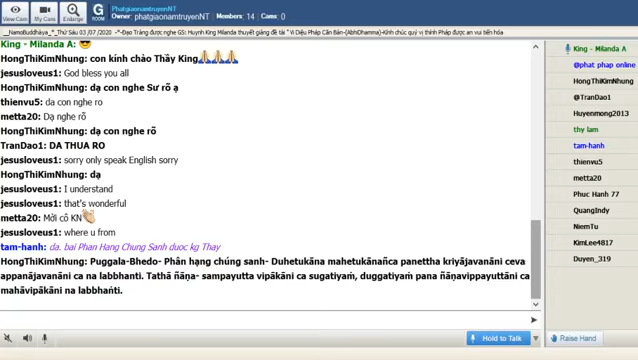 View Cam
My Cam
Enlarge
G
ROOM
PhatgiaonamtruyenNT
Owner: phatgiaonamtruyenNT Members: 14 Admins: 0
__NamoBuddhàya_*_Thứ Sáu 03 /07 /2020 -*-Đạo Tràng được nghe GS: Huynh King Milanda thuyết giảng đề tài " Vi Diệu Pháp Căn Bản-(AbhiDhamma)-Kính chúc quý vị thính Pháp được an vui tiến hóa
King - Milanda A:
HongThiKimNhung: con kính chào Thầy King
jesusloveus1: God bless you all
HongThiKimNhung: dạ con nghe Sư rõ ạ
thienvu5: da con nghe ro
metta20: Dạ nghe rõ
HongThiKimNhung: dạ con nghe rõ
TranDao1: DA THUA RO
jesusloveus1: sorry only speak English sorry
HongThiKimNhung: dạ
jesusloveus1: I understand
jesusloveus1: that's wonderful
metta20: Mời cô KN
jesusloveus1: where u from
tam-hanh: da. bai Phan Hang Chung Sanh duoc kg Thay
HongThiKimNhung: Puggala-Bhedo- Phân hạng chúng sanh- Duhetukāna mahetukānañca panettha kriyājavanāni ceva
appanājavanāni ca na labbhanti. Tathā ñāṇa- sampayutta vipākāni ca sugatiyaṃ, duggatiyaṃ pana ñāṇavippayuttāni ca
mahāvipākāni na labbhaṅti.
Hold to Talk
King - Milanda A
@phat phap online
HongThiKimNhung
@TranDao1
Huyenmong2013
thy lam
tam-hanh
thienvu5
metta20
Phuc Hanh 77
QuangIndy
NiemTu
KimLee4817
Duyen_319
Raise Hand